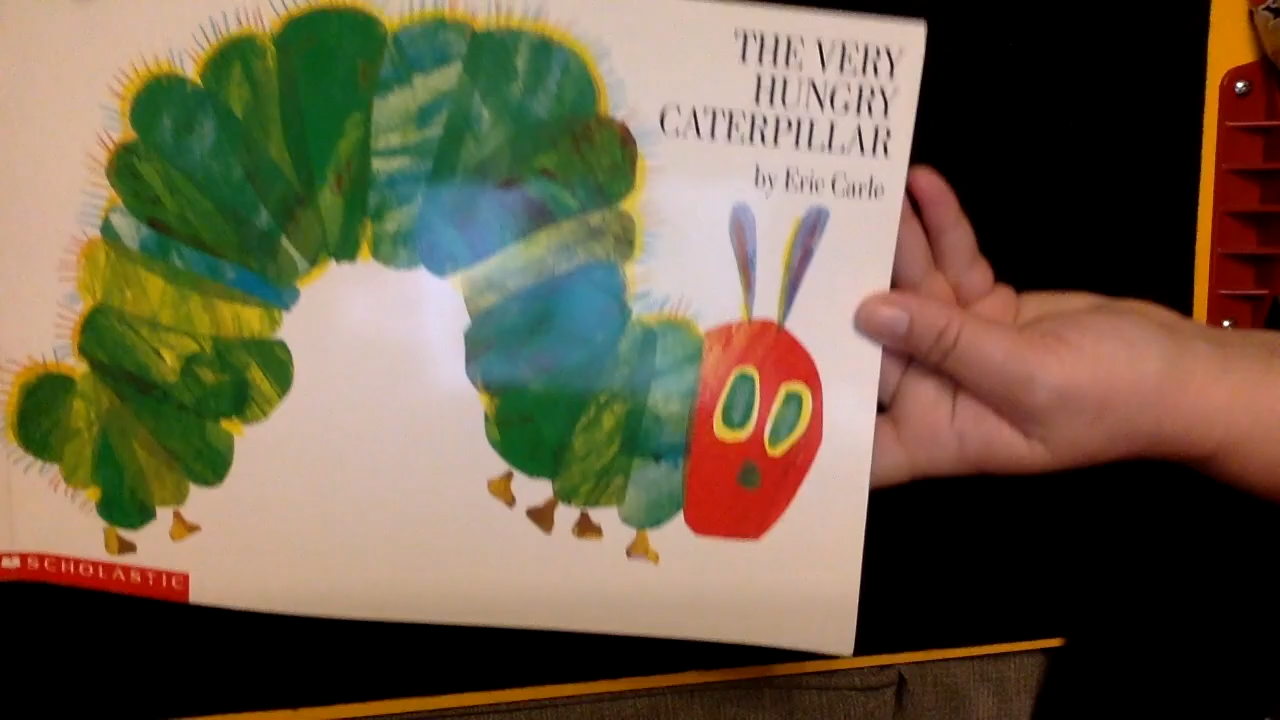 THE VERY
HUNGRY
CATERPILLAR
by Eric Carle
SCHOLASTIC